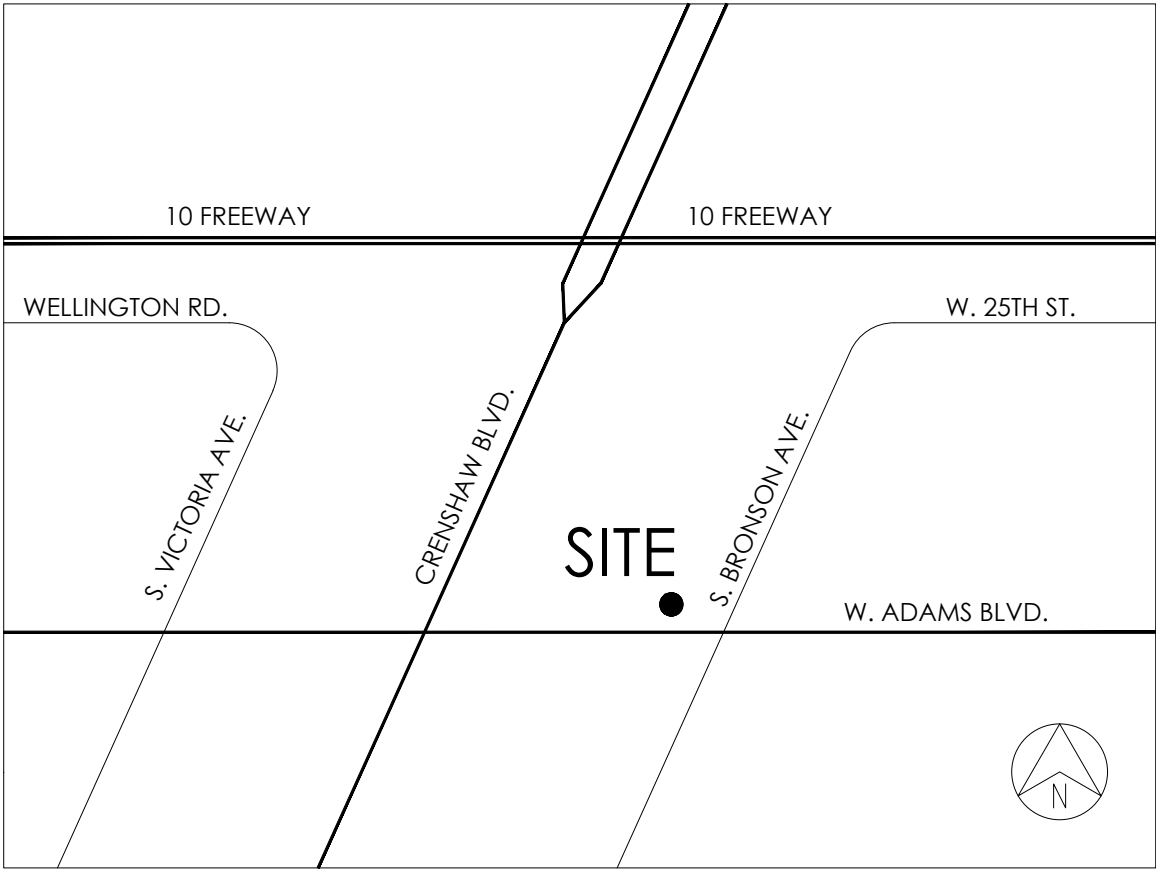 10 FREEWAY
10 FREEWAY
WELLINGTON RD.
W. 25TH ST.
S. VICTORIA AVE.
CRENSHAW BLVD.
S. BRONSON AVE.
SITE
W. ADAMS BLVD.
N